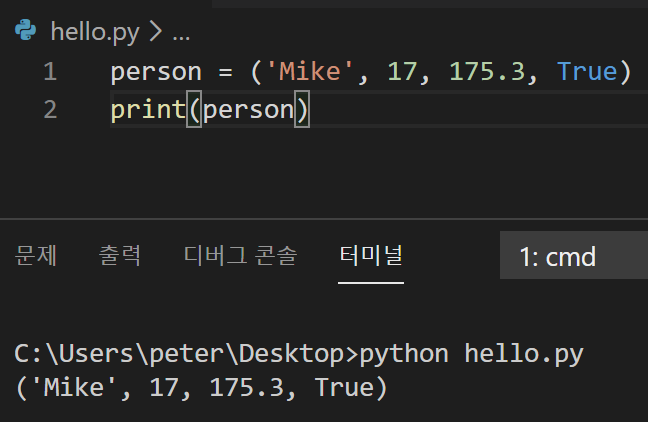 hello.py > ...
1 person = ('Mike', 17, 175.3, True)
2 print(person)
문제 출력 디버그 콘솔 터미널 1: cmd
C:\Users\peter\Desktop>python hello.py
('Mike', 17, 175.3, True)